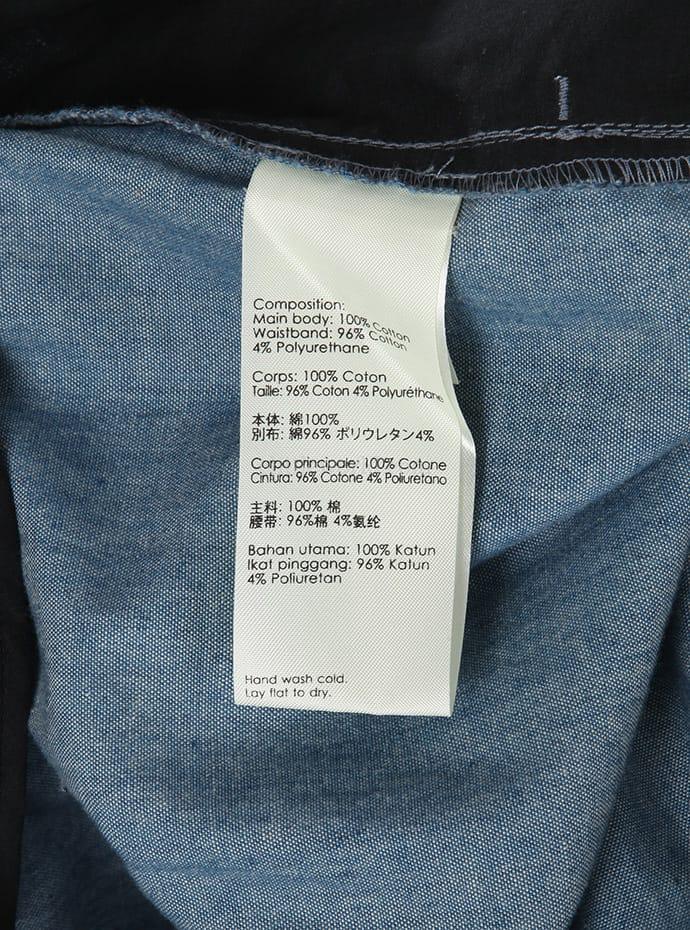 Composition:
Main body: 100% Cotton
Waistband: 96% Cotton
4% Polyurethane
Corps: 100% Coton
Taille: 96% Coton 4% Polyuréthane
本体: 綿100%
別布: 綿96% ポリウレタン4%
Corpo principale: 100% Cotone
Cintura: 96% Cotone 4% Poliuretano
主料: 100% 棉
腰带: 96%棉 4%氨纶
Bahan utama: 100% Katun
Ikat pinggang: 96% Katun
4% Poliuretan
Hand wash cold.
Lay flat to dry.